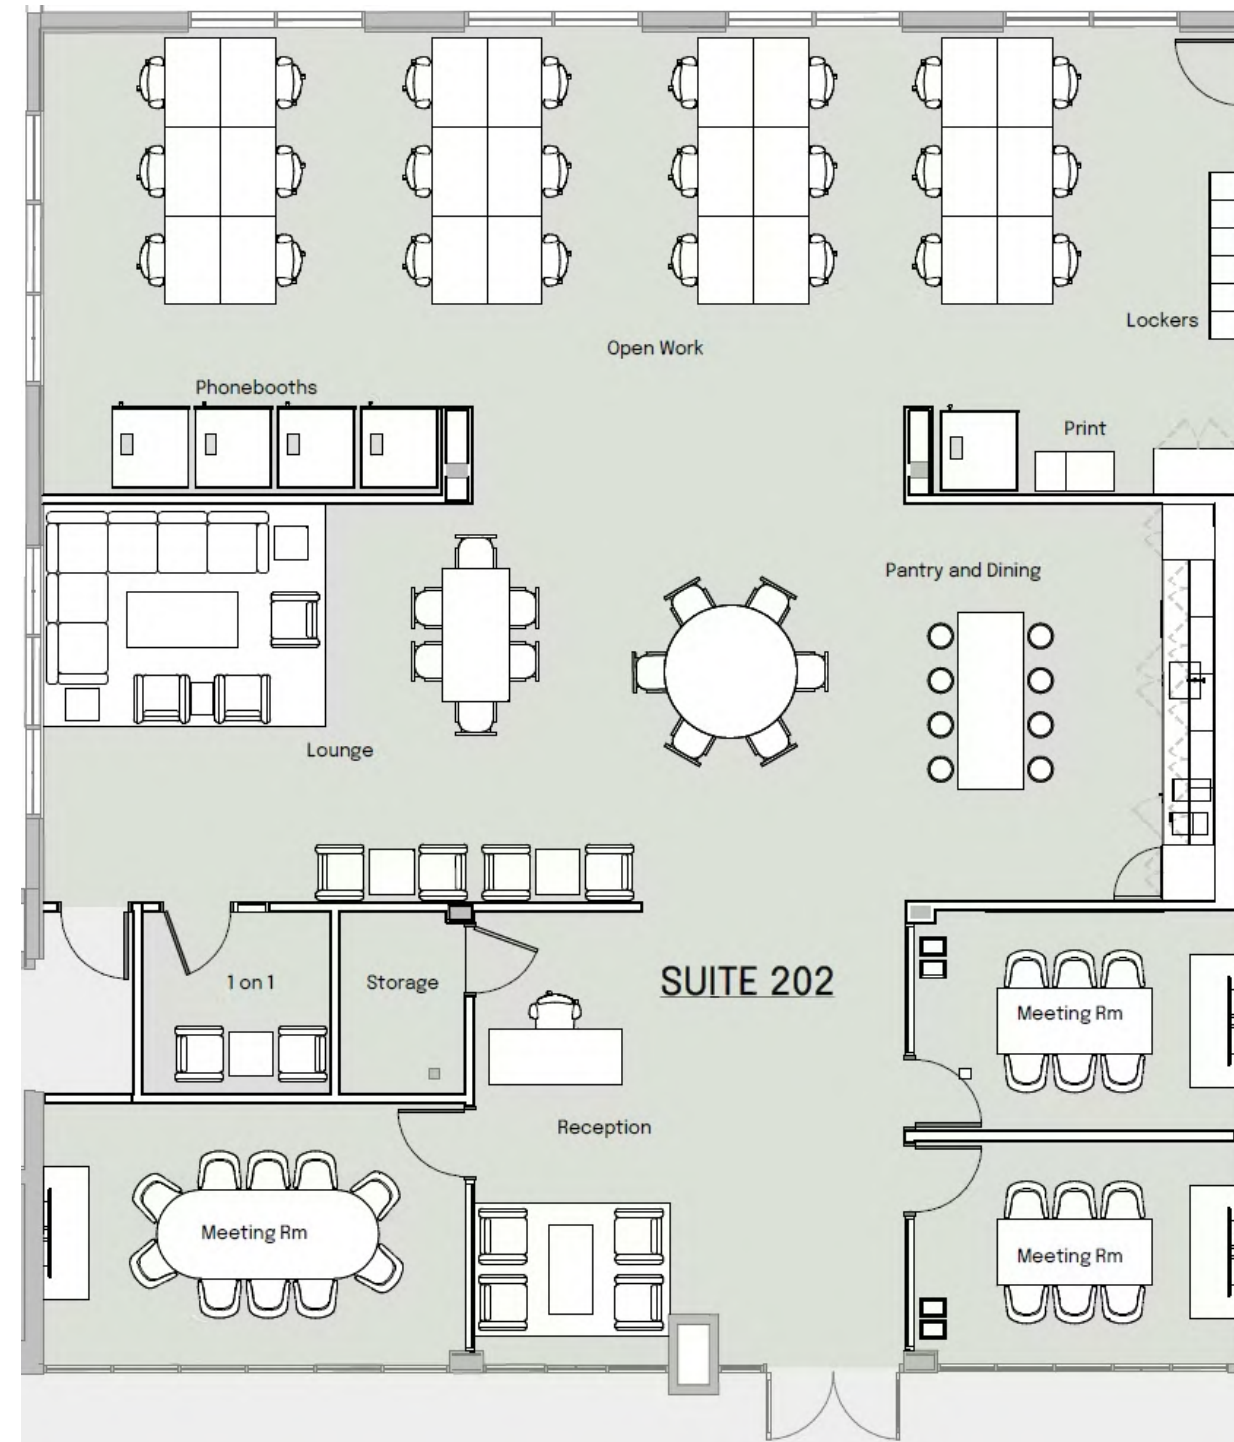 Lockers
Open Work
Phonebooths
Print
Pantry and Dining
Lounge
1 on 1
Storage
SUITE 202
Meeting Rm
Reception
Meeting Rm
Meeting Rm